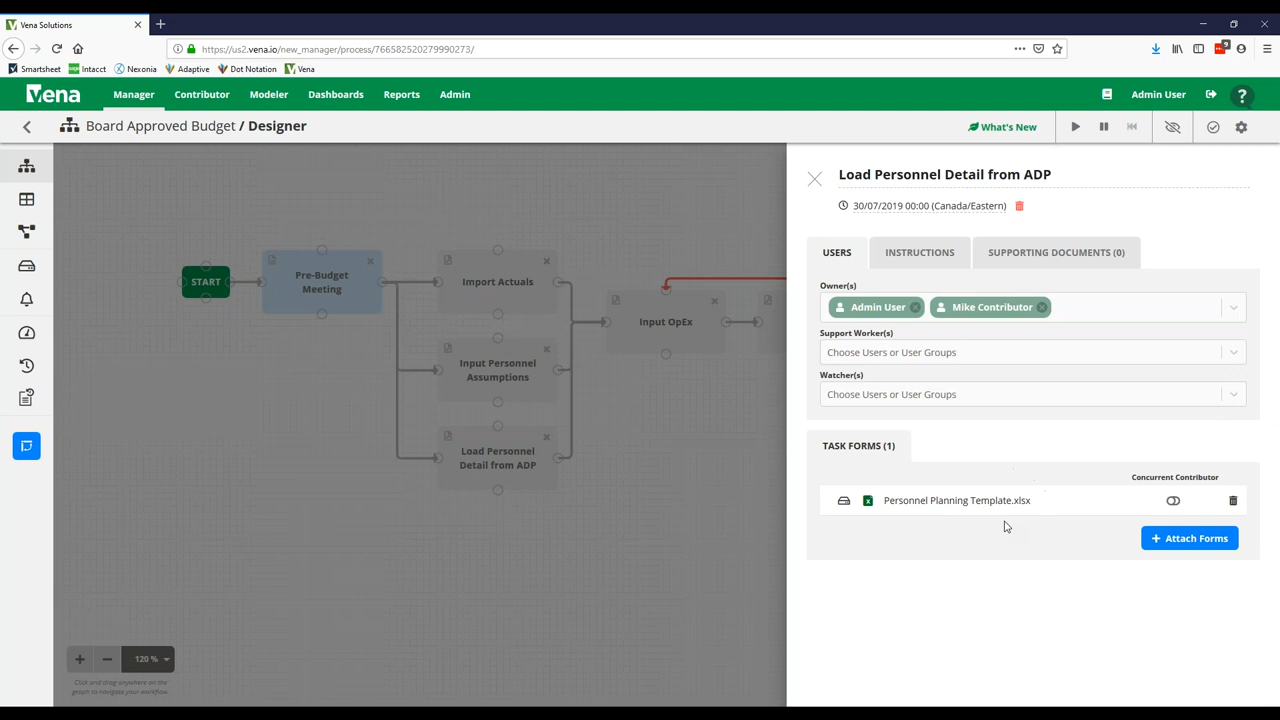 Vena Solutions
https://us2.vena.io/new_manager/process/766582520279990273/
9
Smartsheet Intacct Nexonia Adaptive Dot Notation Vena
vena Manager Contributor Modeler Dashboards Reports Admin Admin User ?
Board Approved Budget / Designer What's New
Load Personnel Detail from ADP
30/07/2019 00:00 (Canada/Eastern)
USERS INSTRUCTIONS SUPPORTING DOCUMENTS (0)
Owner(s)
Admin User Mike Contributor
Support Worker(s)
Choose Users or User Groups
Watcher(s)
Choose Users or User Groups
TASK FORMS (1)
Concurrent Contributor
Personnel Planning Template.xlsx
+ Attach Forms
START
Pre-Budget
Meeting
Import Actuals
Input Personnel
Assumptions
Load Personnel
Detail from ADP
Input OpEx
120 %
Click and drag anywhere on the
graph to navigate your workflow.